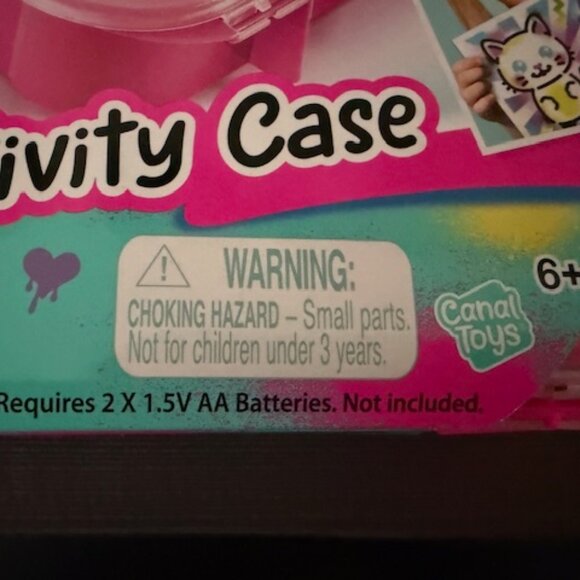 ivity Case
WARNING:
CHOKING HAZARD – Small parts.
Not for children under 3 years.
6+
Canal
Toys
Requires 2 X 1.5V AA Batteries. Not included.